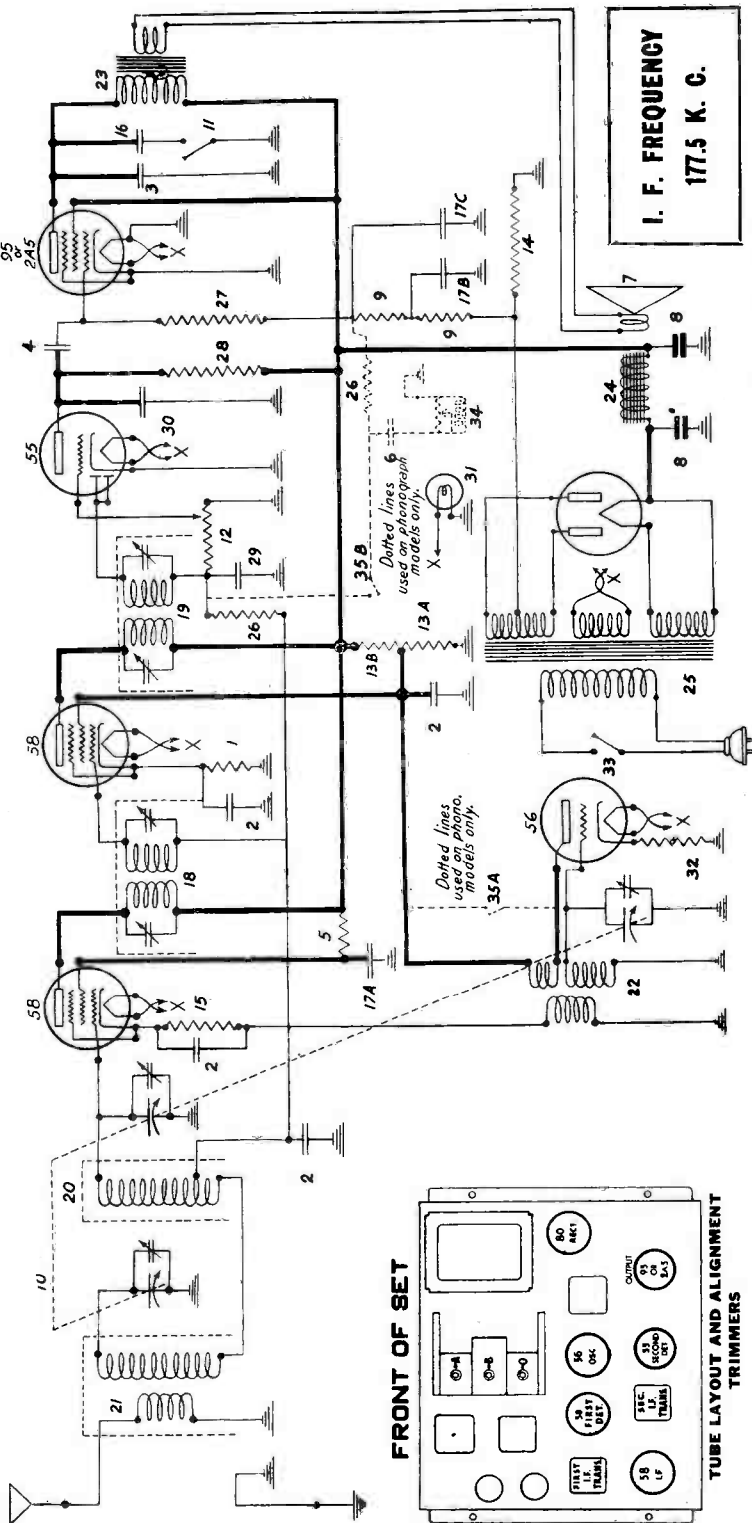 58
58
55
95
or
2A5
23
16
11
3
4
27
28
30
17C
9
17B
9
14
26
6
34
31
X
35B
Dotted lines
used on phonograph
models only.
12
29
19
26
13B
13A
2
1
2
18
5
17A
15
2
10
20
21
2
X
X
X
X
X
7
8
24
8
25
33
56
X
32
22
35A
Dotted lines
used on phono.
models only.
I. F. FREQUENCY
177.5 K. C.
FRONT OF SET
80
RECT
A
B
O
56
OSC
OUTPUT
95
OR
2A5
58
FIRST
DET.
55
SECOND
DET
FIRST
I.F.
TRANS.
SEC.
I.F.
TRANS.
58
I.F
TUBE LAYOUT AND ALIGNMENT
TRIMMERS